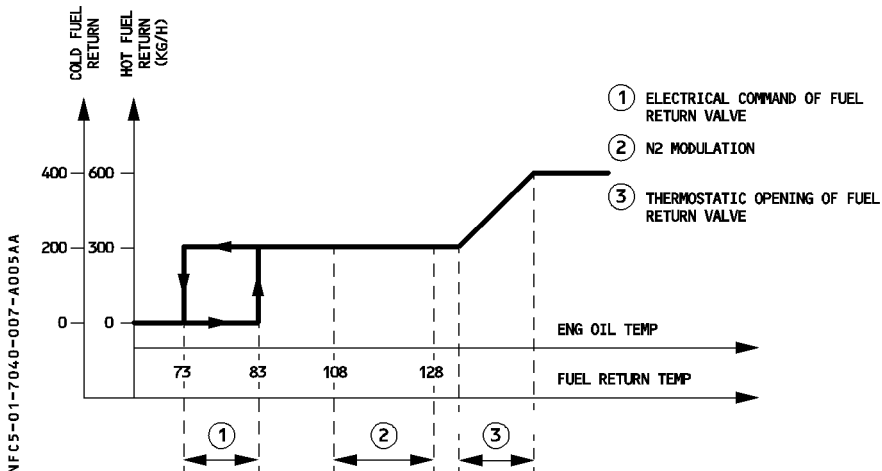 COLD FUEL
RETURN
HOT FUEL
RETURN
(KG/H)
1 ELECTRICAL COMMAND OF FUEL
RETURN VALVE
2 N2 MODULATION
3 THERMOSTATIC OPENING OF FUEL
RETURN VALVE
400 600
200 300
0 0
ENG OIL TEMP
73 83 108 128
FUEL RETURN TEMP
1 2 3
NFC5-01-7040-007-A005AA